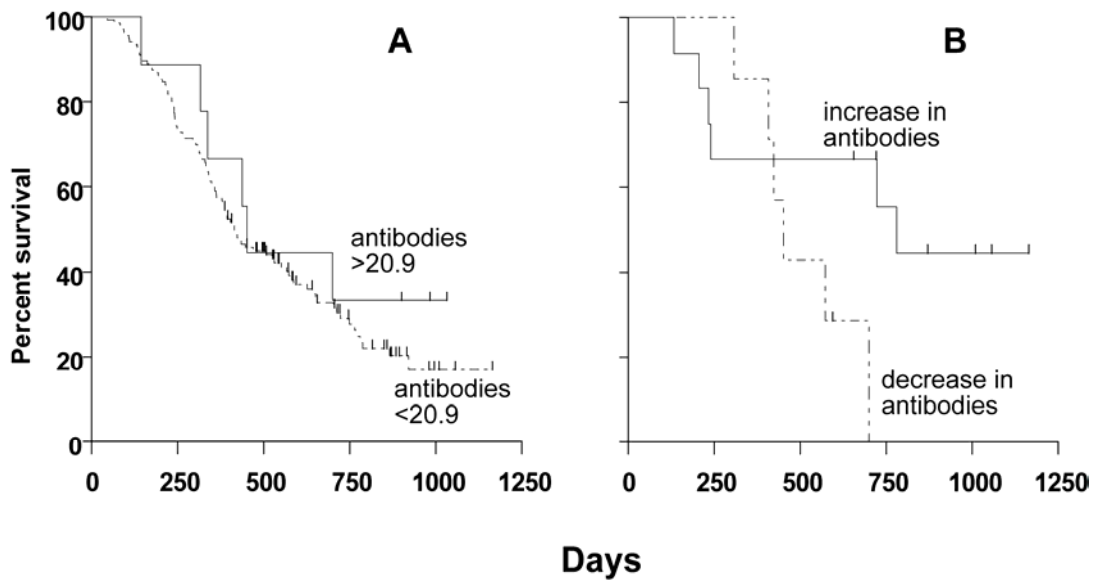 A
B
Percent survival
100
80
60
40
20
0
antibodies
>20.9
antibodies
<20.9
increase in
antibodies
decrease in
antibodies
0 250 500 750 1000 1250
0 250 500 750 1000 1250
Days